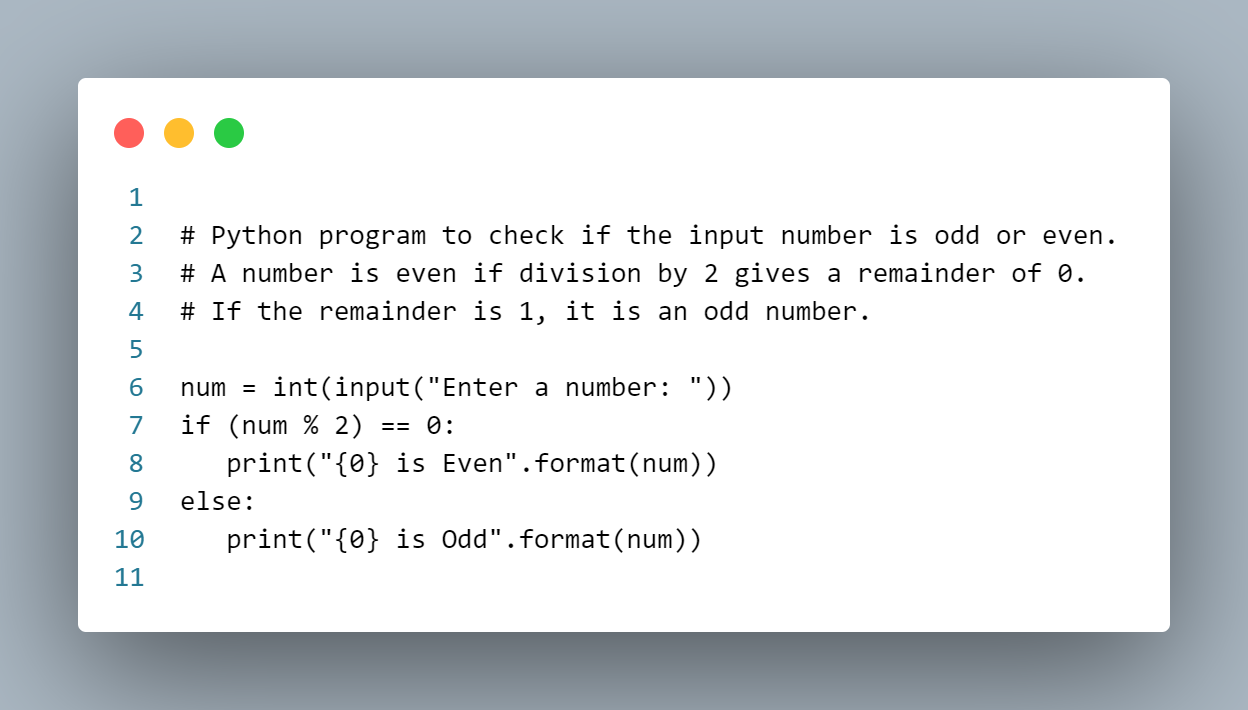 1
2 # Python program to check if the input number is odd or even.
3 # A number is even if division by 2 gives a remainder of 0.
4 # If the remainder is 1, it is an odd number.
5
6 num = int(input("Enter a number: "))
7 if (num % 2) == 0:
8    print("{0} is Even".format(num))
9 else:
10    print("{0} is Odd".format(num))
11